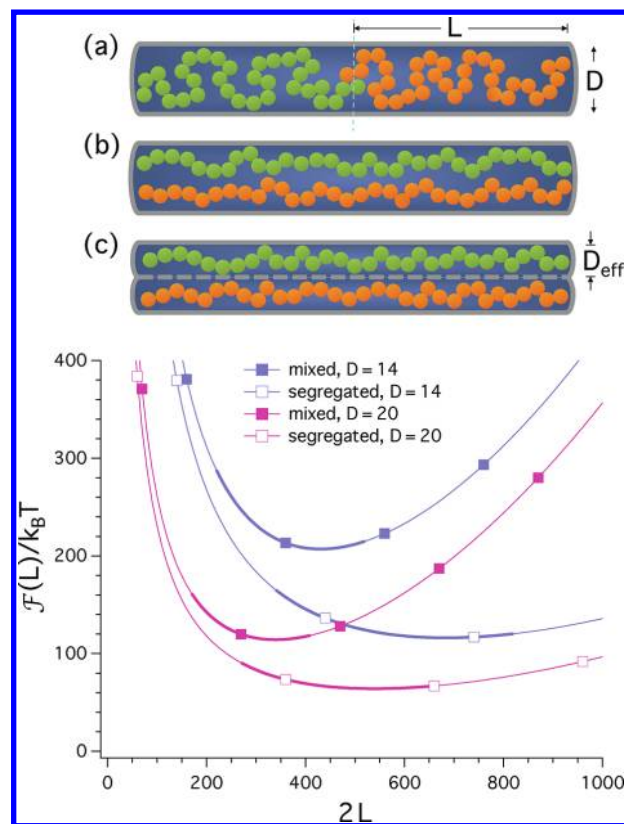 (a)
L
D
(b)
(c)
D_eff
400
300
200
100
0
mixed, D = 14
segregated, D = 14
mixed, D = 20
segregated, D = 20
ℱ(L)/k_BT
0 200 400 600 800 1000
2L